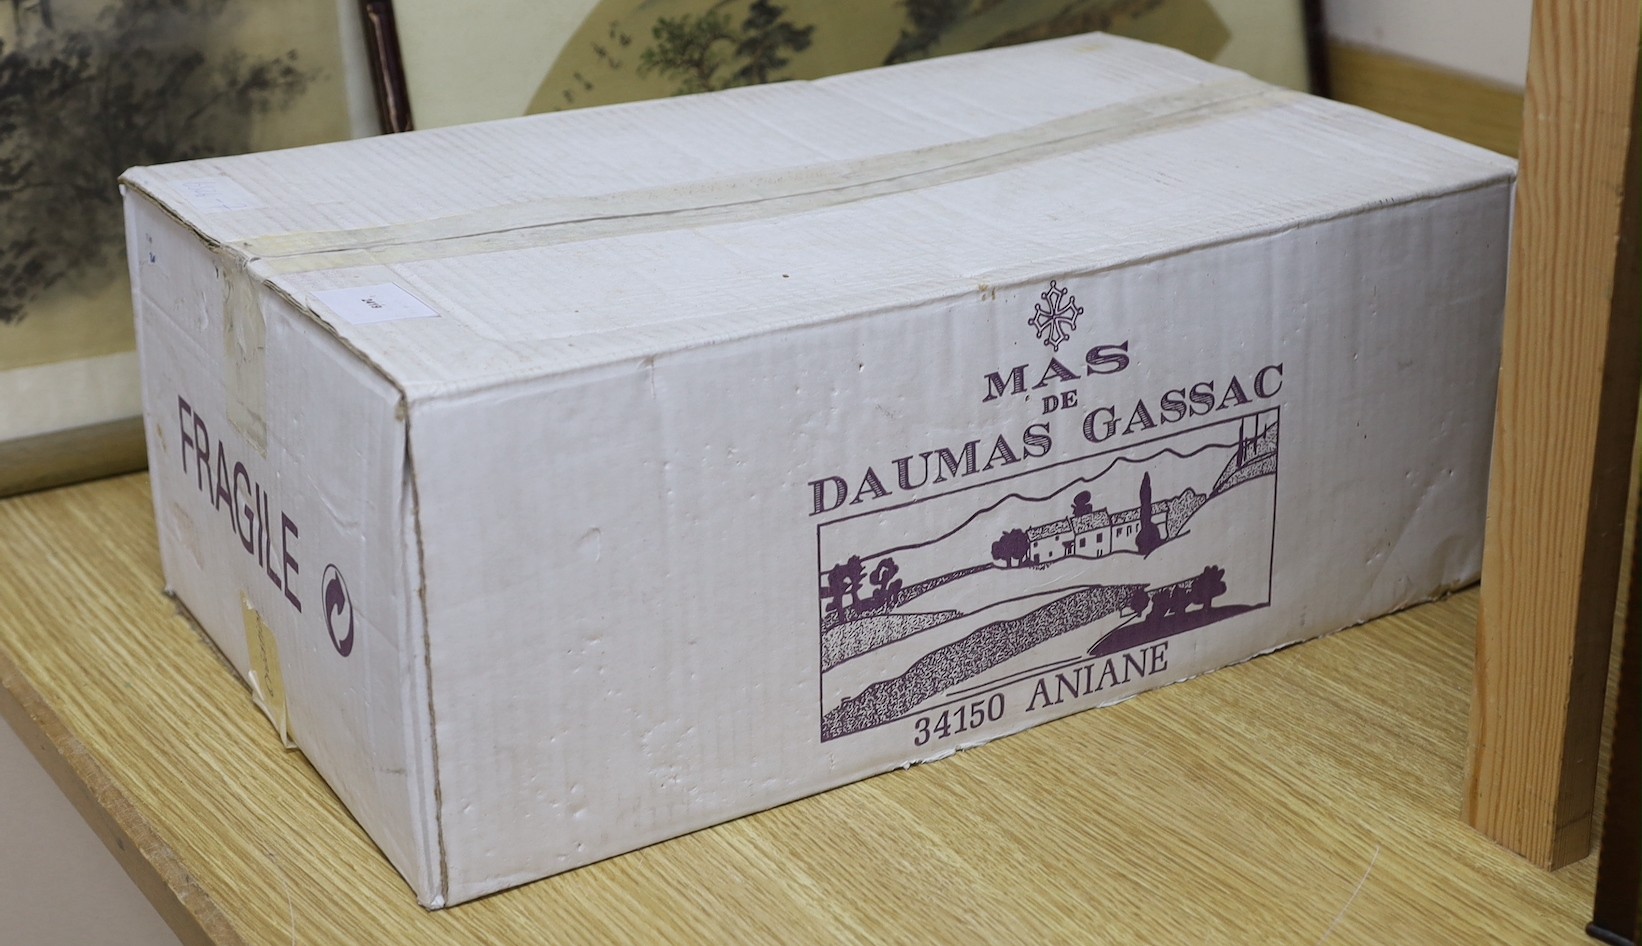 MAS
DE
DAUMAS GASSAC
34150 ANIANE
FRAGILE